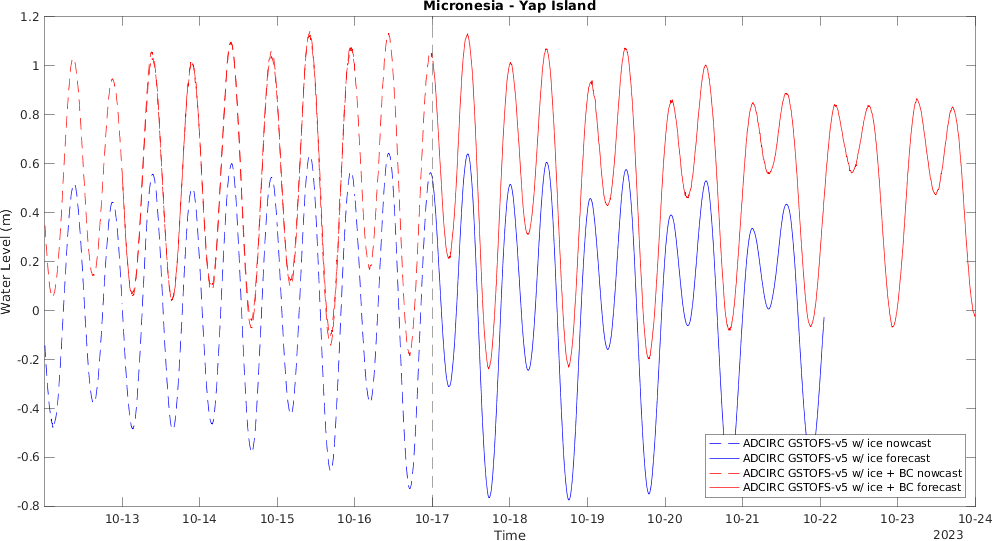 Micronesia - Yap Island
1.2
1
0.8
0.6
0.4
0.2
0
-0.2
-0.4
-0.6
-0.8
Water Level (m)
ADCIRC GSTOFS-v5 w/ ice nowcast
ADCIRC GSTOFS-v5 w/ ice forecast
ADCIRC GSTOFS-v5 w/ ice + BC nowcast
ADCIRC GSTOFS-v5 w/ ice + BC forecast
10-13 10-14 10-15 10-16 10-17 10-18 10-19 10-20 10-21 10-22 10-23 10-24
Time
2023